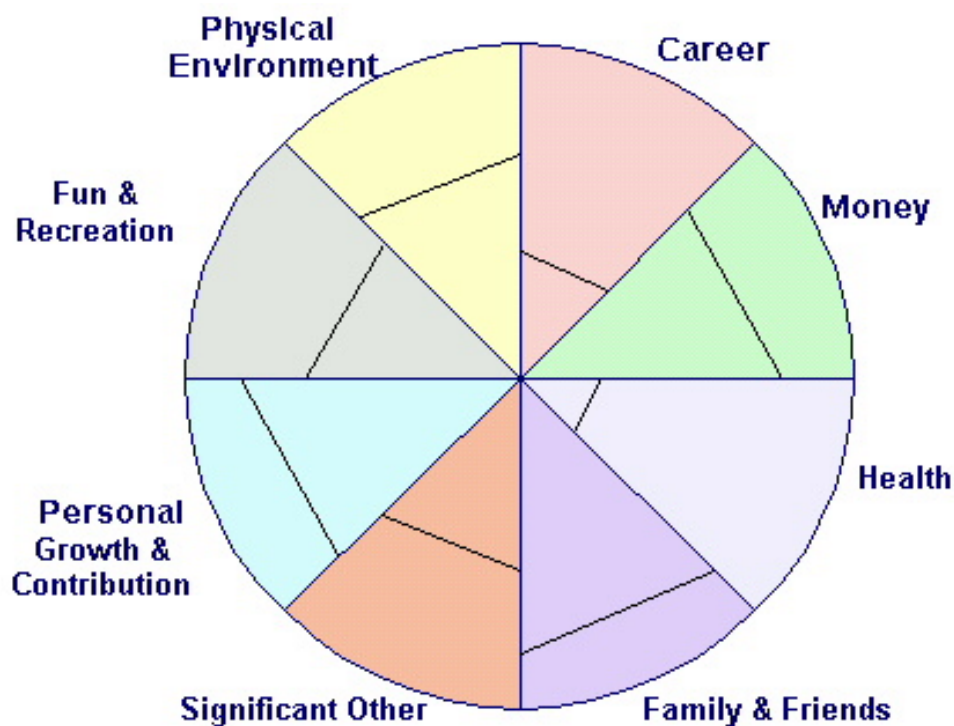 Physical
Environment
Career
Fun &
Recreation
Money
Health
Personal
Growth &
Contribution
Significant Other
Family & Friends